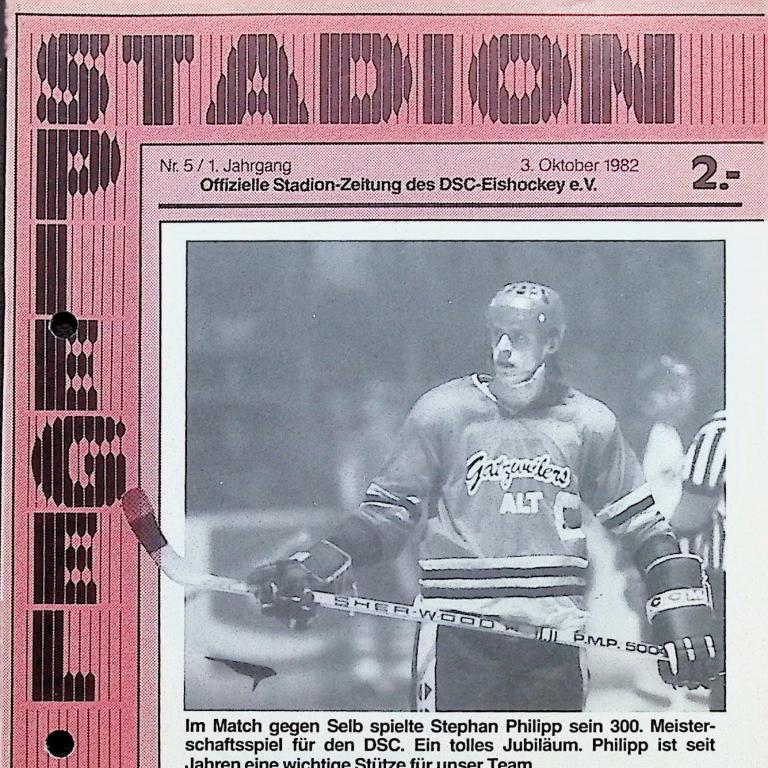 STADION
SPIEGEL
Nr. 5 / 1. Jahrgang 3. Oktober 1982 2.-
Offizielle Stadion-Zeitung des DSC-Eishockey e.V.
Gatzweilers
ALT
C
CCM
SHER-WOOD P.M.P. 500
Im Match gegen Selb spielte Stephan Philipp sein 300. Meister-
schaftsspiel für den DSC. Ein tolles Jubiläum. Philipp ist seit
Jahren eine wichtige Stütze für unser Team